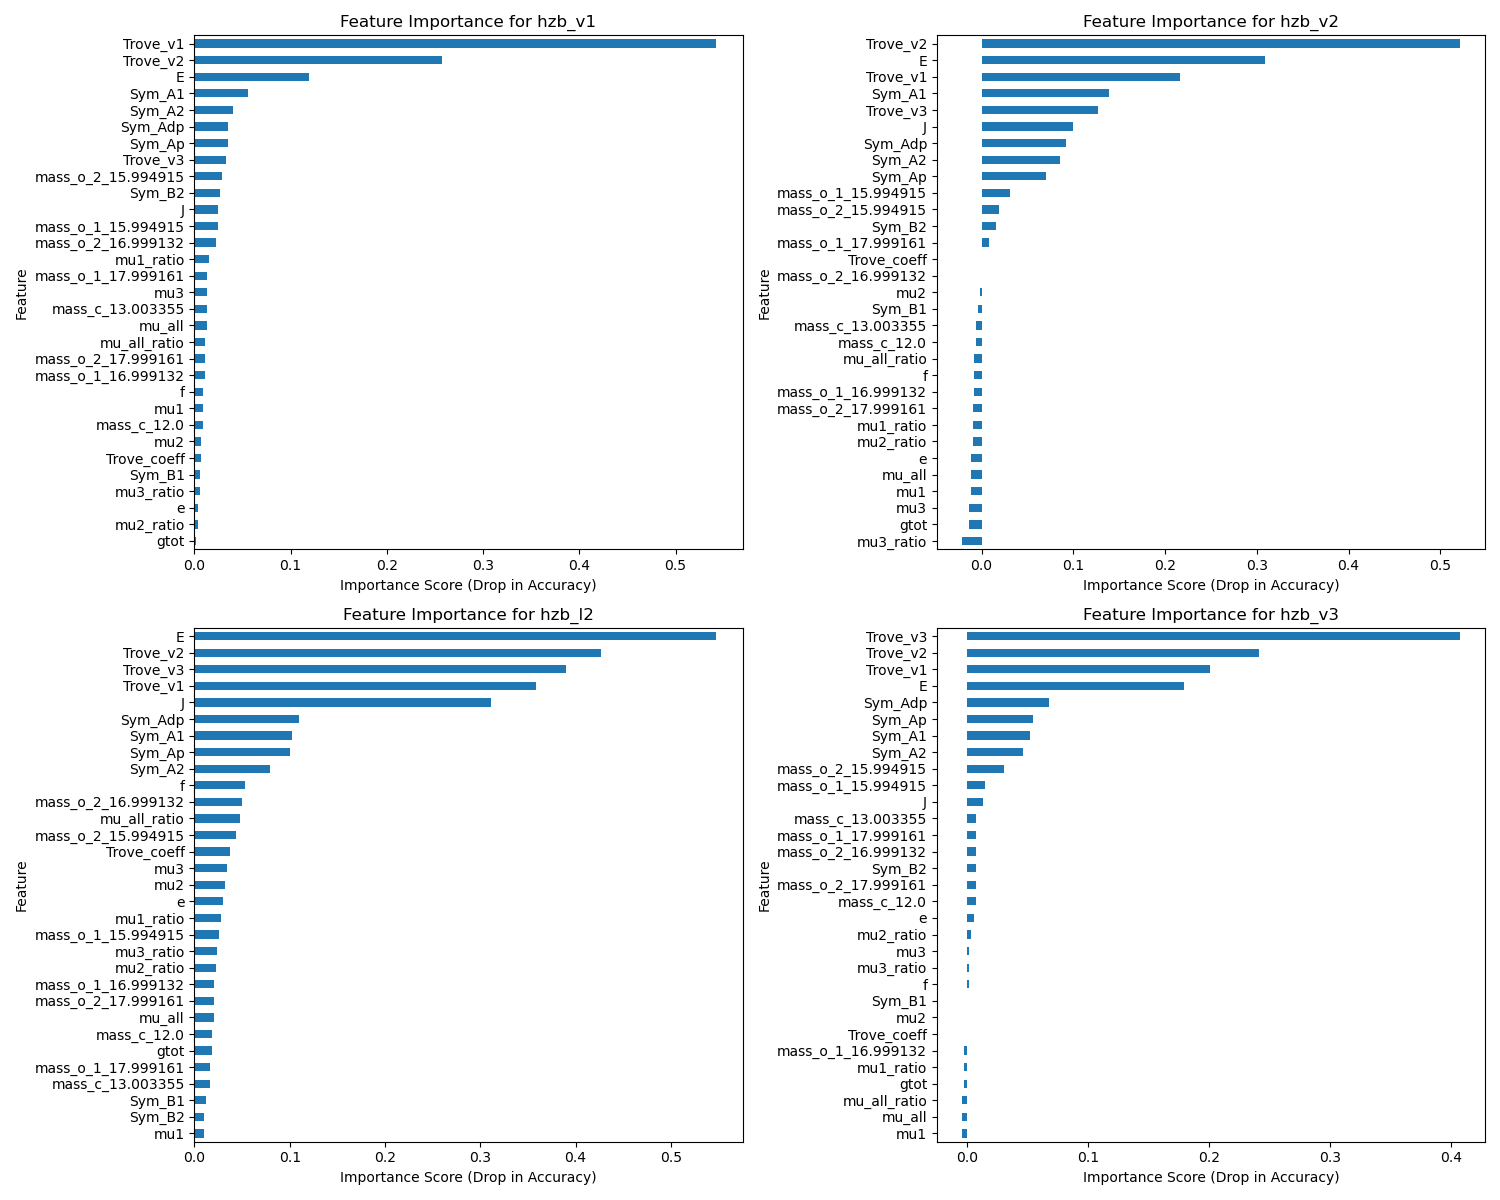 Feature Importance for hzb_v1
Trove_v1
Trove_v2
E
Sym_A1
Sym_A2
Sym_Adp
Sym_Ap
Trove_v3
mass_o_2_15.994915
Sym_B2
J
mass_o_1_15.994915
mass_o_2_16.999132
mu1_ratio
mass_o_1_17.999161
mu3
mass_c_13.003355
mu_all
mu_all_ratio
mass_o_2_17.999161
mass_o_1_16.999132
f
mu1
mass_c_12.0
mu2
Trove_coeff
Sym_B1
mu3_ratio
e
mu2_ratio
gtot
Feature
0.0 0.1 0.2 0.3 0.4 0.5
Importance Score (Drop in Accuracy)
Feature Importance for hzb_v2
Trove_v2
E
Trove_v1
Sym_A1
Trove_v3
J
Sym_Adp
Sym_A2
Sym_Ap
mass_o_1_15.994915
mass_o_2_15.994915
Sym_B2
mass_o_1_17.999161
Trove_coeff
mass_o_2_16.999132
mu2
Sym_B1
mass_c_13.003355
mass_c_12.0
mu_all_ratio
f
mass_o_1_16.999132
mass_o_2_17.999161
mu1_ratio
mu2_ratio
e
mu_all
mu1
mu3
gtot
mu3_ratio
Feature
0.0 0.1 0.2 0.3 0.4 0.5
Importance Score (Drop in Accuracy)
Feature Importance for hzb_l2
E
Trove_v2
Trove_v3
Trove_v1
J
Sym_Adp
Sym_A1
Sym_Ap
Sym_A2
f
mass_o_2_16.999132
mu_all_ratio
mass_o_2_15.994915
Trove_coeff
mu3
mu2
e
mu1_ratio
mass_o_1_15.994915
mu3_ratio
mu2_ratio
mass_o_1_16.999132
mass_o_2_17.999161
mu_all
mass_c_12.0
gtot
mass_o_1_17.999161
mass_c_13.003355
Sym_B1
Sym_B2
mu1
Feature
0.0 0.1 0.2 0.3 0.4 0.5
Importance Score (Drop in Accuracy)
Feature Importance for hzb_v3
Trove_v3
Trove_v2
Trove_v1
E
Sym_Adp
Sym_Ap
Sym_A1
Sym_A2
mass_o_2_15.994915
mass_o_1_15.994915
J
mass_c_13.003355
mass_o_1_17.999161
mass_o_2_16.999132
Sym_B2
mass_o_2_17.999161
mass_c_12.0
e
mu2_ratio
mu3
mu3_ratio
f
Sym_B1
mu2
Trove_coeff
mass_o_1_16.999132
mu1_ratio
gtot
mu_all_ratio
mu_all
mu1
Feature
0.0 0.1 0.2 0.3 0.4
Importance Score (Drop in Accuracy)